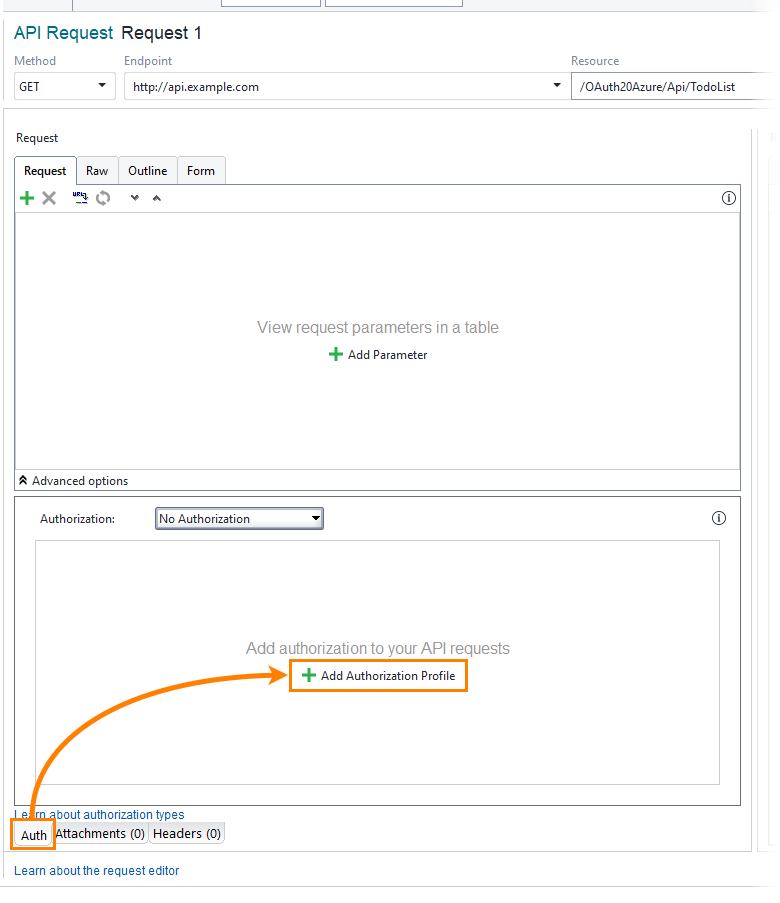 API Request Request 1
Method Endpoint Resource
GET http://api.example.com /OAuth20Azure/Api/TodoList
Request
Request Raw Outline Form
URL
View request parameters in a table
Add Parameter
Advanced options
Authorization: No Authorization
Add authorization to your API requests
Add Authorization Profile
Learn about authorization types
Auth Attachments (0) Headers (0)
Learn about the request editor